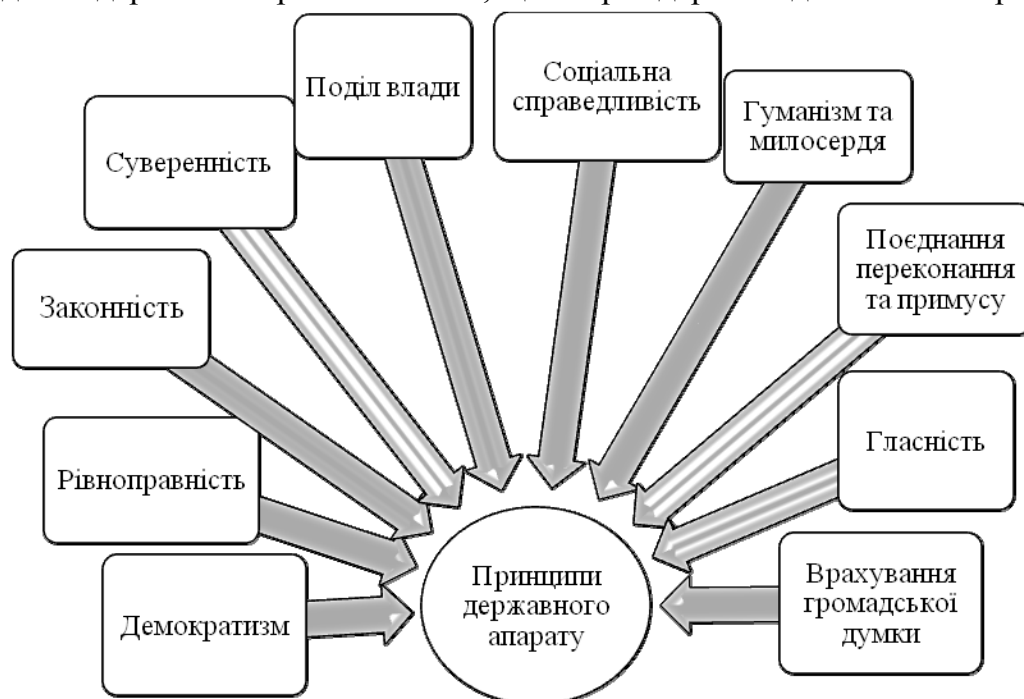 Поділ влади
Соціальна
справедливість
Гуманізм та
милосердя
Суверенність
Поєднання
переконання
та примусу
Законність
Гласність
Рівноправність
Врахування
громадської
думки
Демократизм
Принципи
державного
апарату